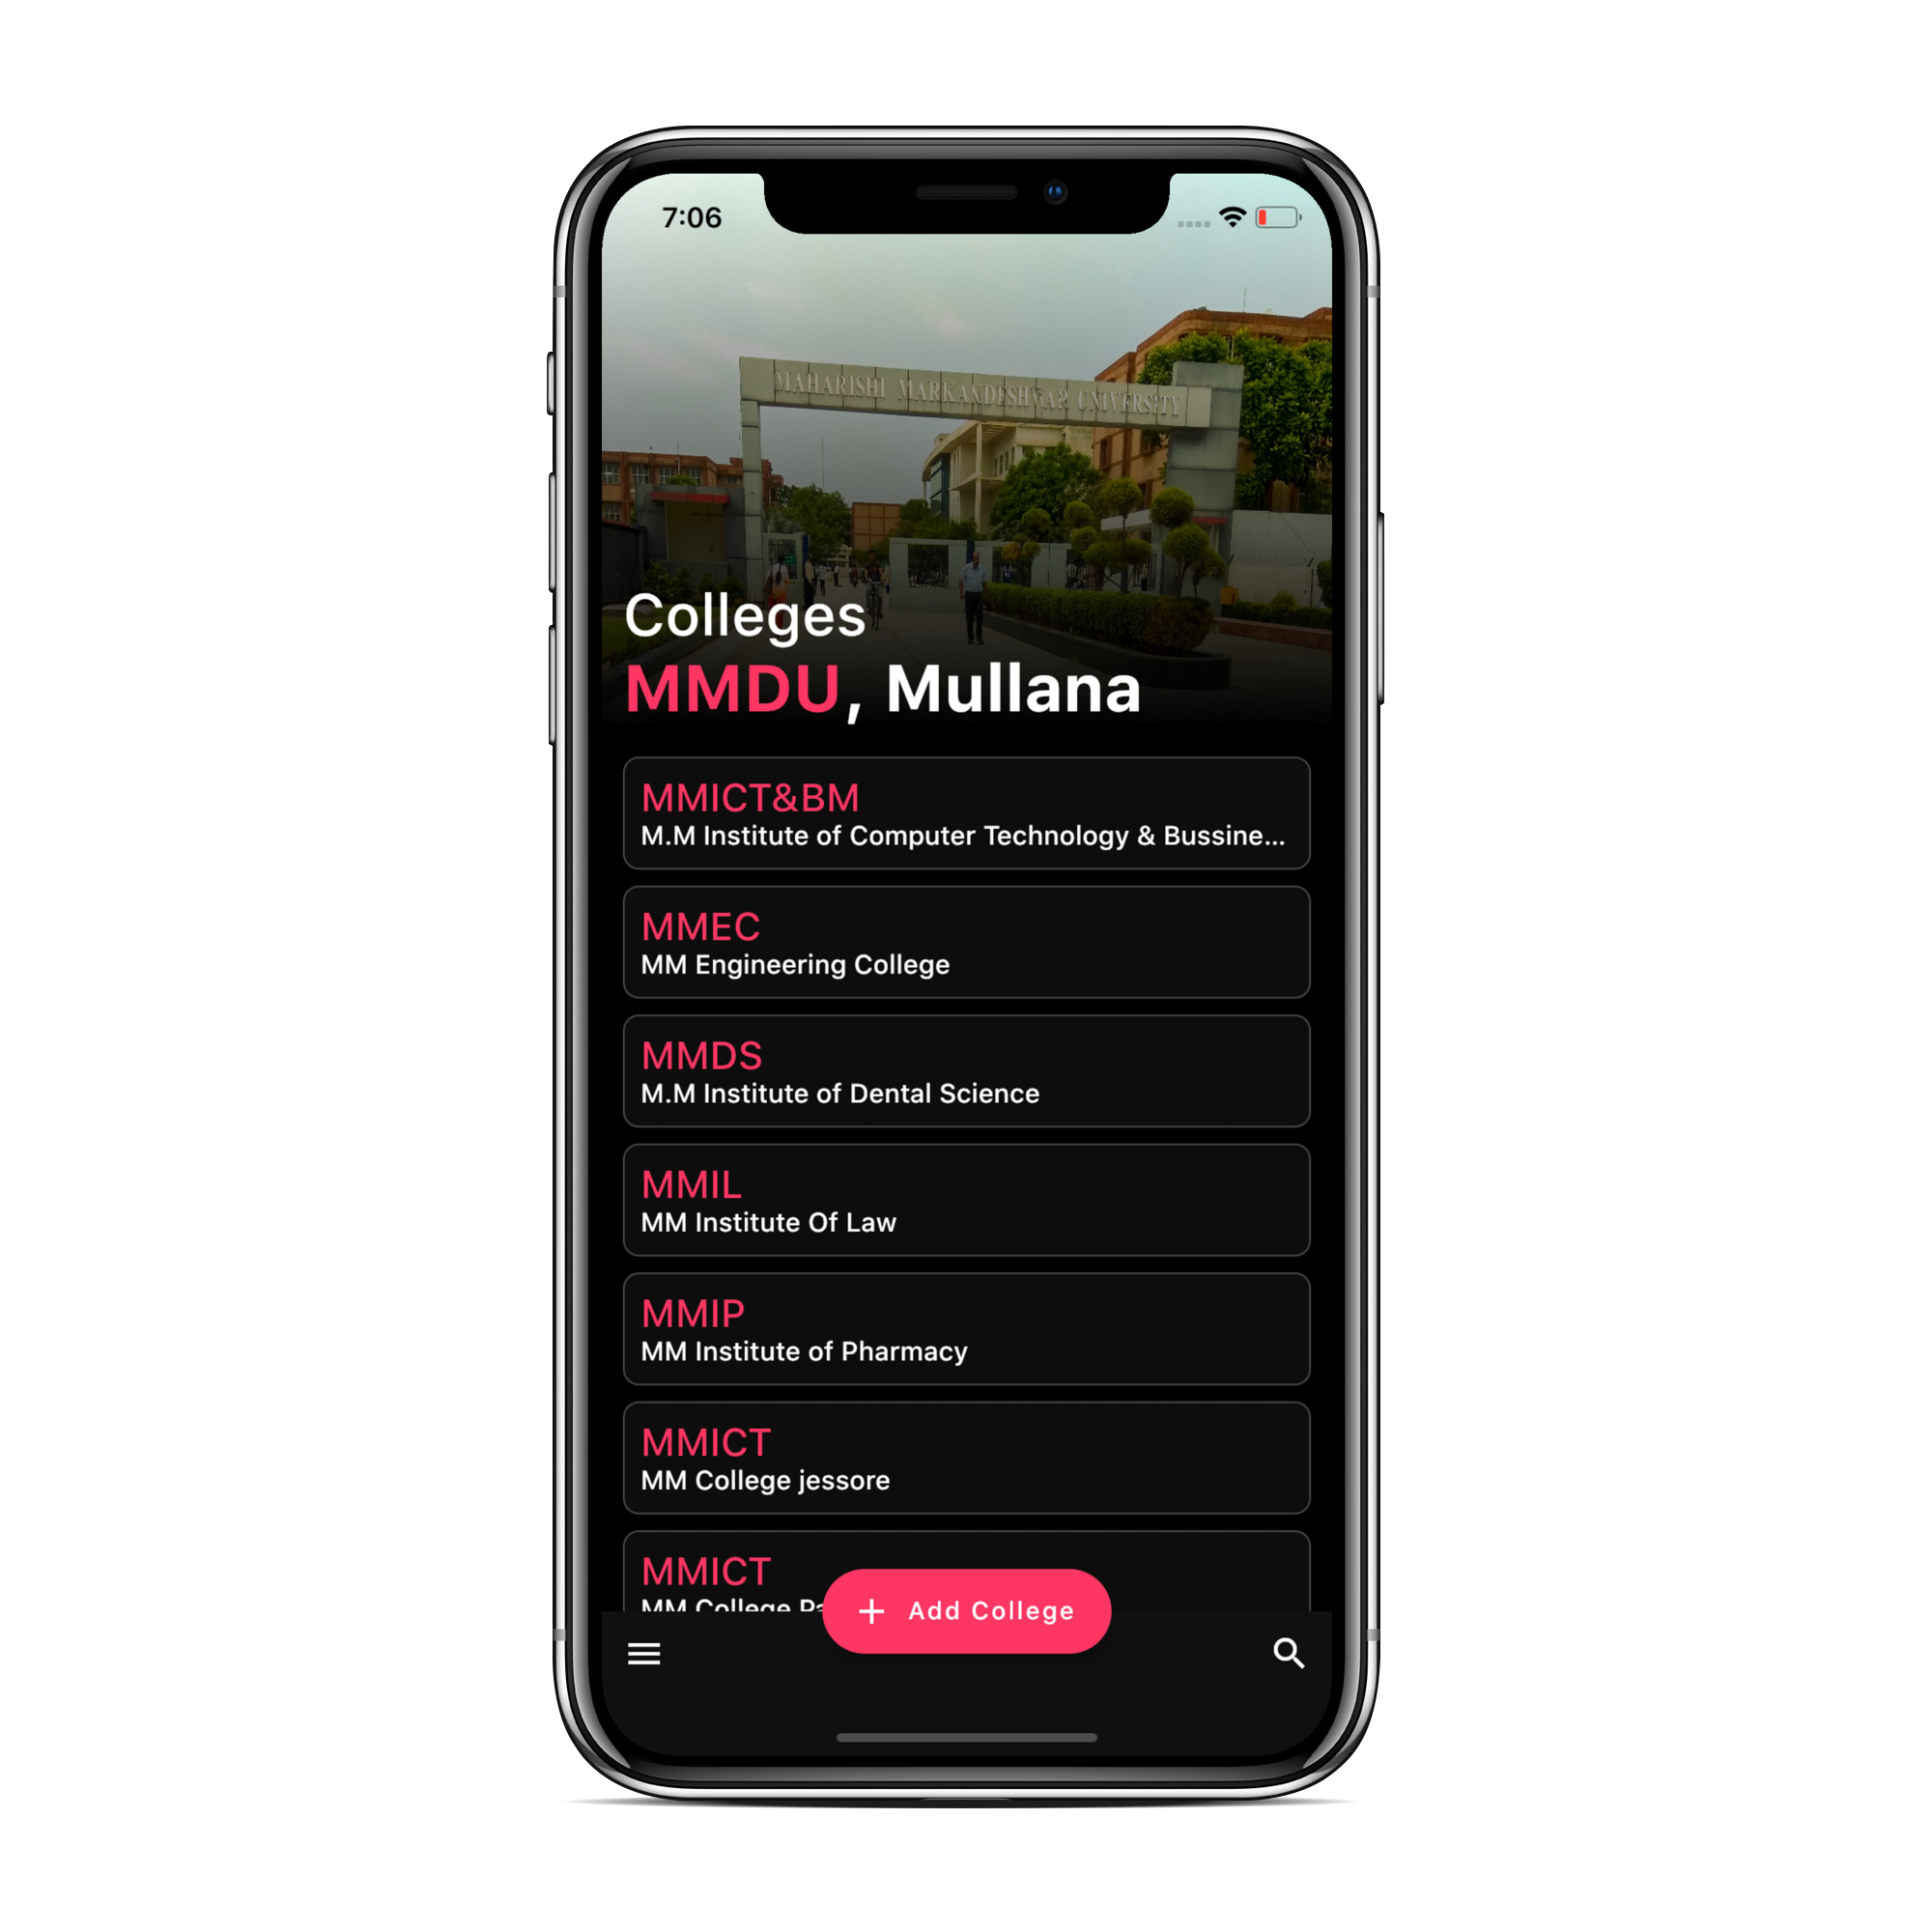 7:06
MAHARISHI MARKANDESHWAR UNIVERSITY
Colleges
MMDU, Mullana
MMICT&BM
M.M Institute of Computer Technology & Bussine...
MMEC
MM Engineering College
MMDS
M.M Institute of Dental Science
MMIL
MM Institute Of Law
MMIP
MM Institute of Pharmacy
MMICT
MM College jessore
MMICT
MM College
+ Add College